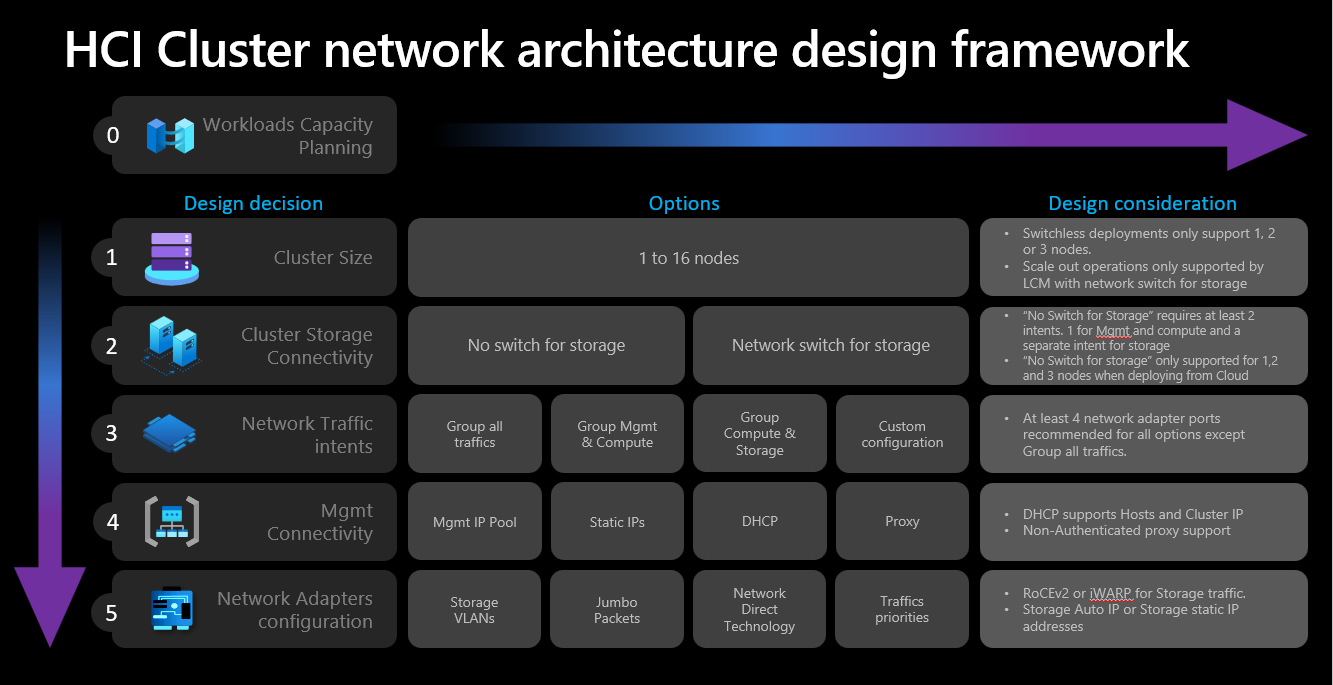 HCI Cluster network architecture design framework
0
Workloads Capacity
Planning
Design decision
Options
Design consideration
1
Cluster Size
1 to 16 nodes
• Switchless deployments only support 1, 2
or 3 nodes.
• Scale out operations only supported by
LCM with network switch for storage
2
Cluster Storage
Connectivity
No switch for storage
Network switch for storage
• “No Switch for Storage” requires at least 2
intents. 1 for Mgmt and compute and a
separate intent for storage
• “No Switch for storage” only supported for 1,2
and 3 nodes when deploying from Cloud
3
Network Traffic
intents
Group all
traffics
Group Mgmt
& Compute
Group
Compute &
Storage
Custom
configuration
• At least 4 network adapter ports
recommended for all options except
Group all traffics.
4
Mgmt
Connectivity
Mgmt IP Pool
Static IPs
DHCP
Proxy
• DHCP supports Hosts and Cluster IP
• Non-Authenticated proxy support
5
Network Adapters
configuration
Storage
VLANs
Jumbo
Packets
Network
Direct
Technology
Traffics
priorities
• RoCEv2 or iWARP for Storage traffic.
• Storage Auto IP or Storage static IP
addresses